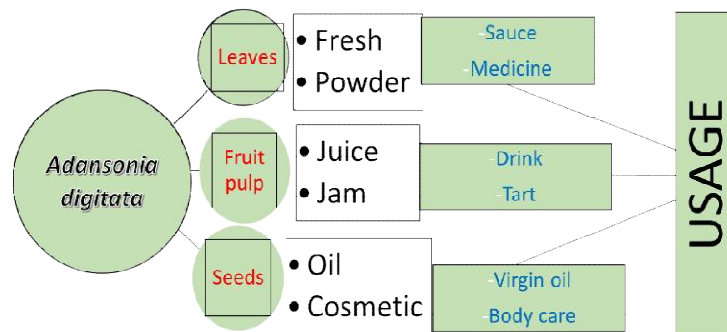 Adansonia
digitata
Leaves
• Fresh
• Powder
-Sauce
-Medicine
Fruit
pulp
• Juice
• Jam
-Drink
-Tart
Seeds
• Oil
• Cosmetic
-Virgin oil
-Body care
USAGE